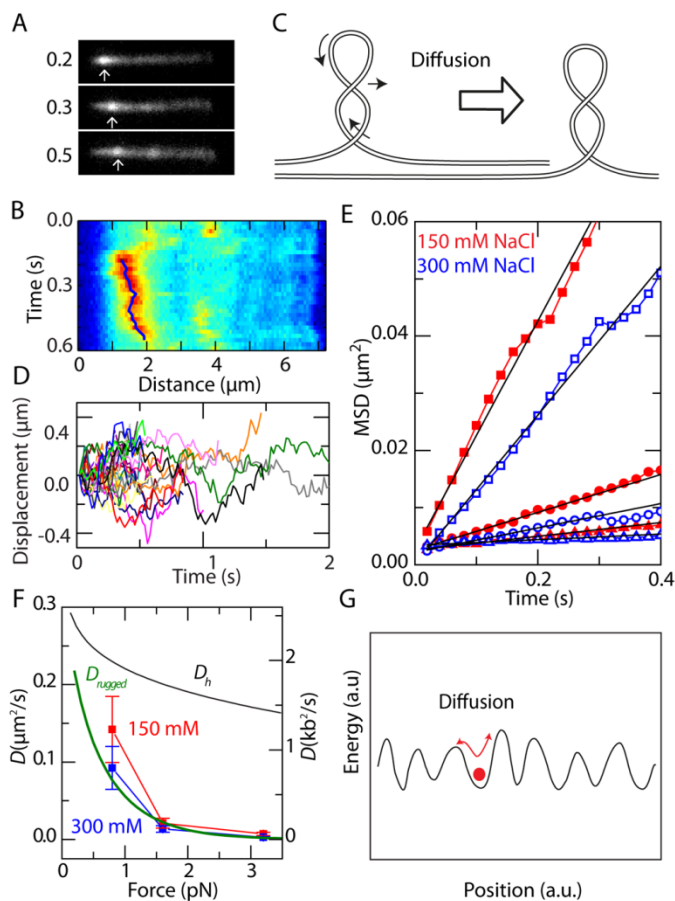 A
0.2
0.3
0.5
C
Diffusion
B
0.0
0.3
0.6
Time (s)
0 2 4 6
Distance (µm)
D
0.4
0.0
-0.4
Displacement (µm)
0 1 2
Time (s)
E
0.06
0.04
0.02
0.00
MSD (µm²)
150 mM NaCl
300 mM NaCl
0.0 0.2 0.4
Time (s)
F
0.3
0.2
0.1
0.0
D(µm²/s)
Dh
Drugged
150 mM
300 mM
2
1
0
D(kb²/s)
0 1 2 3
Force (pN)
G
Diffusion
Energy (a.u)
Position (a.u.)